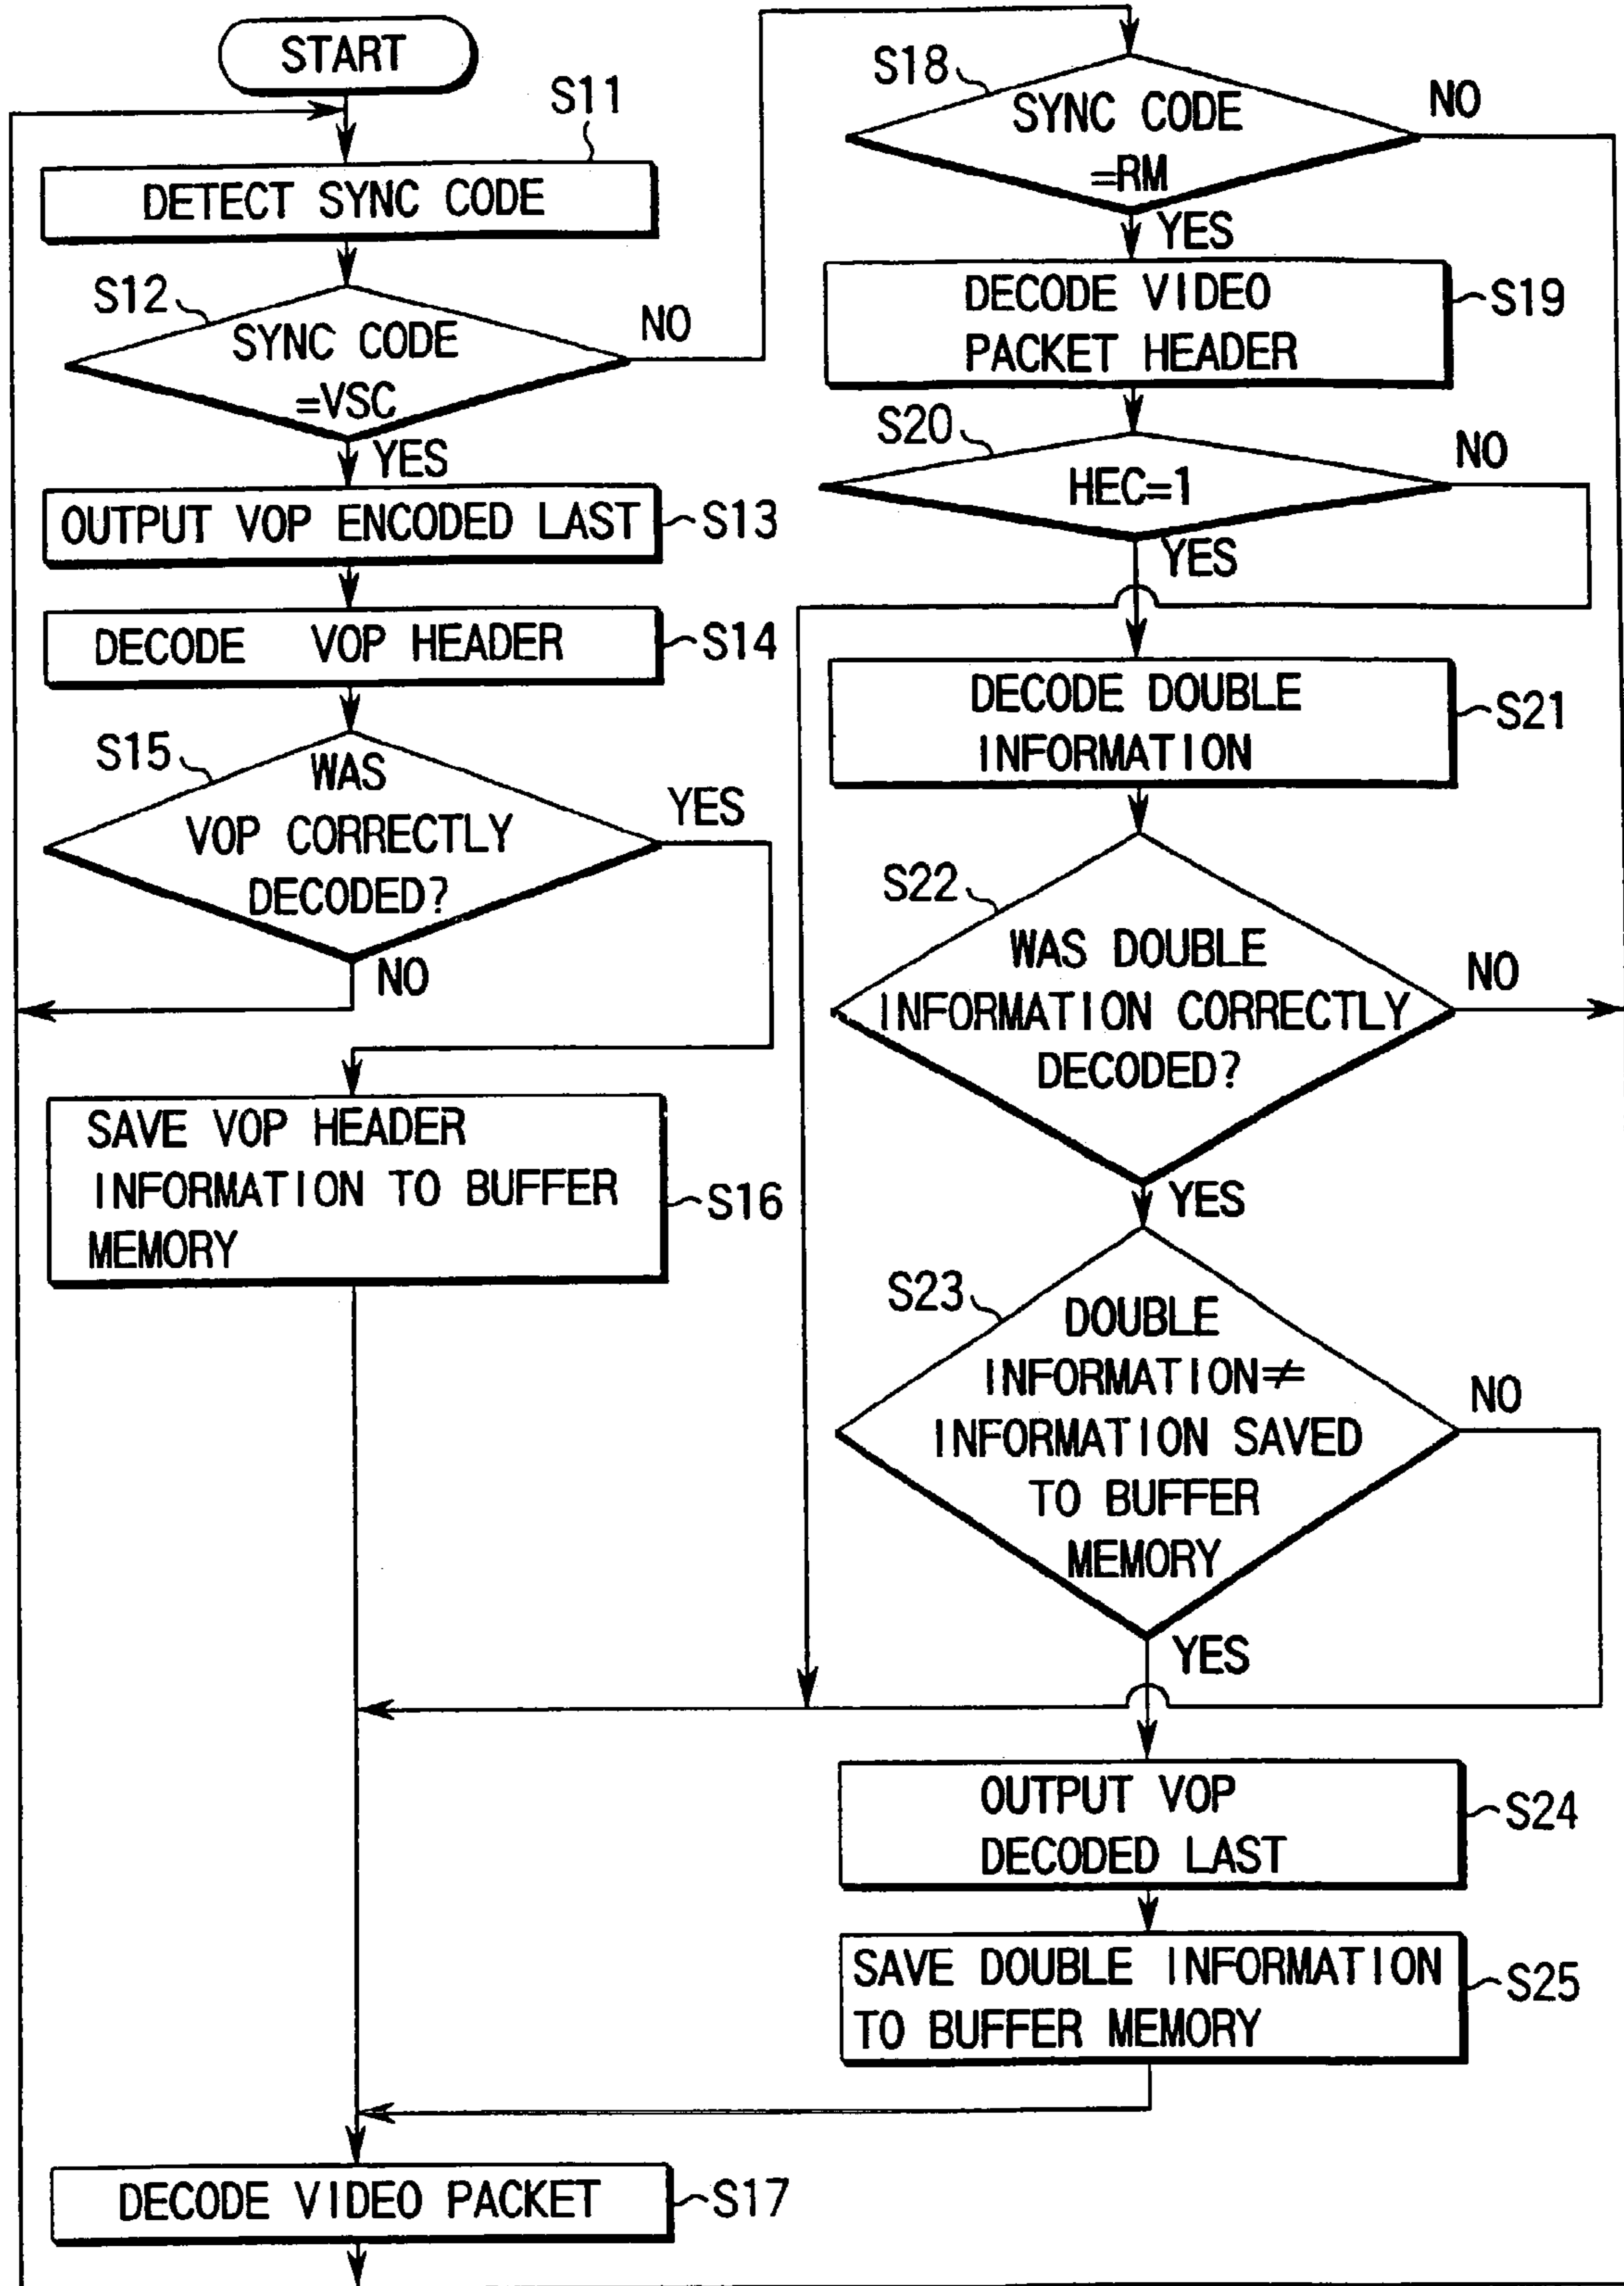 START
S11
DETECT SYNC CODE
S12
SYNC CODE
=VSC
NO
YES
OUTPUT VOP ENCODED LAST
S13
DECODE VOP HEADER
S14
S15
WAS
VOP CORRECTLY
DECODED?
YES
NO
SAVE VOP HEADER
INFORMATION TO BUFFER
MEMORY
S16
S18
SYNC CODE
=RM
NO
YES
DECODE VIDEO
PACKET HEADER
S19
S20
HEC=1
NO
YES
DECODE DOUBLE
INFORMATION
S21
S22
WAS DOUBLE
INFORMATION CORRECTLY
DECODED?
NO
YES
S23
DOUBLE
INFORMATION≠
INFORMATION SAVED
TO BUFFER
MEMORY
NO
YES
OUTPUT VOP
DECODED LAST
S24
SAVE DOUBLE INFORMATION
TO BUFFER MEMORY
S25
DECODE VIDEO PACKET
S17